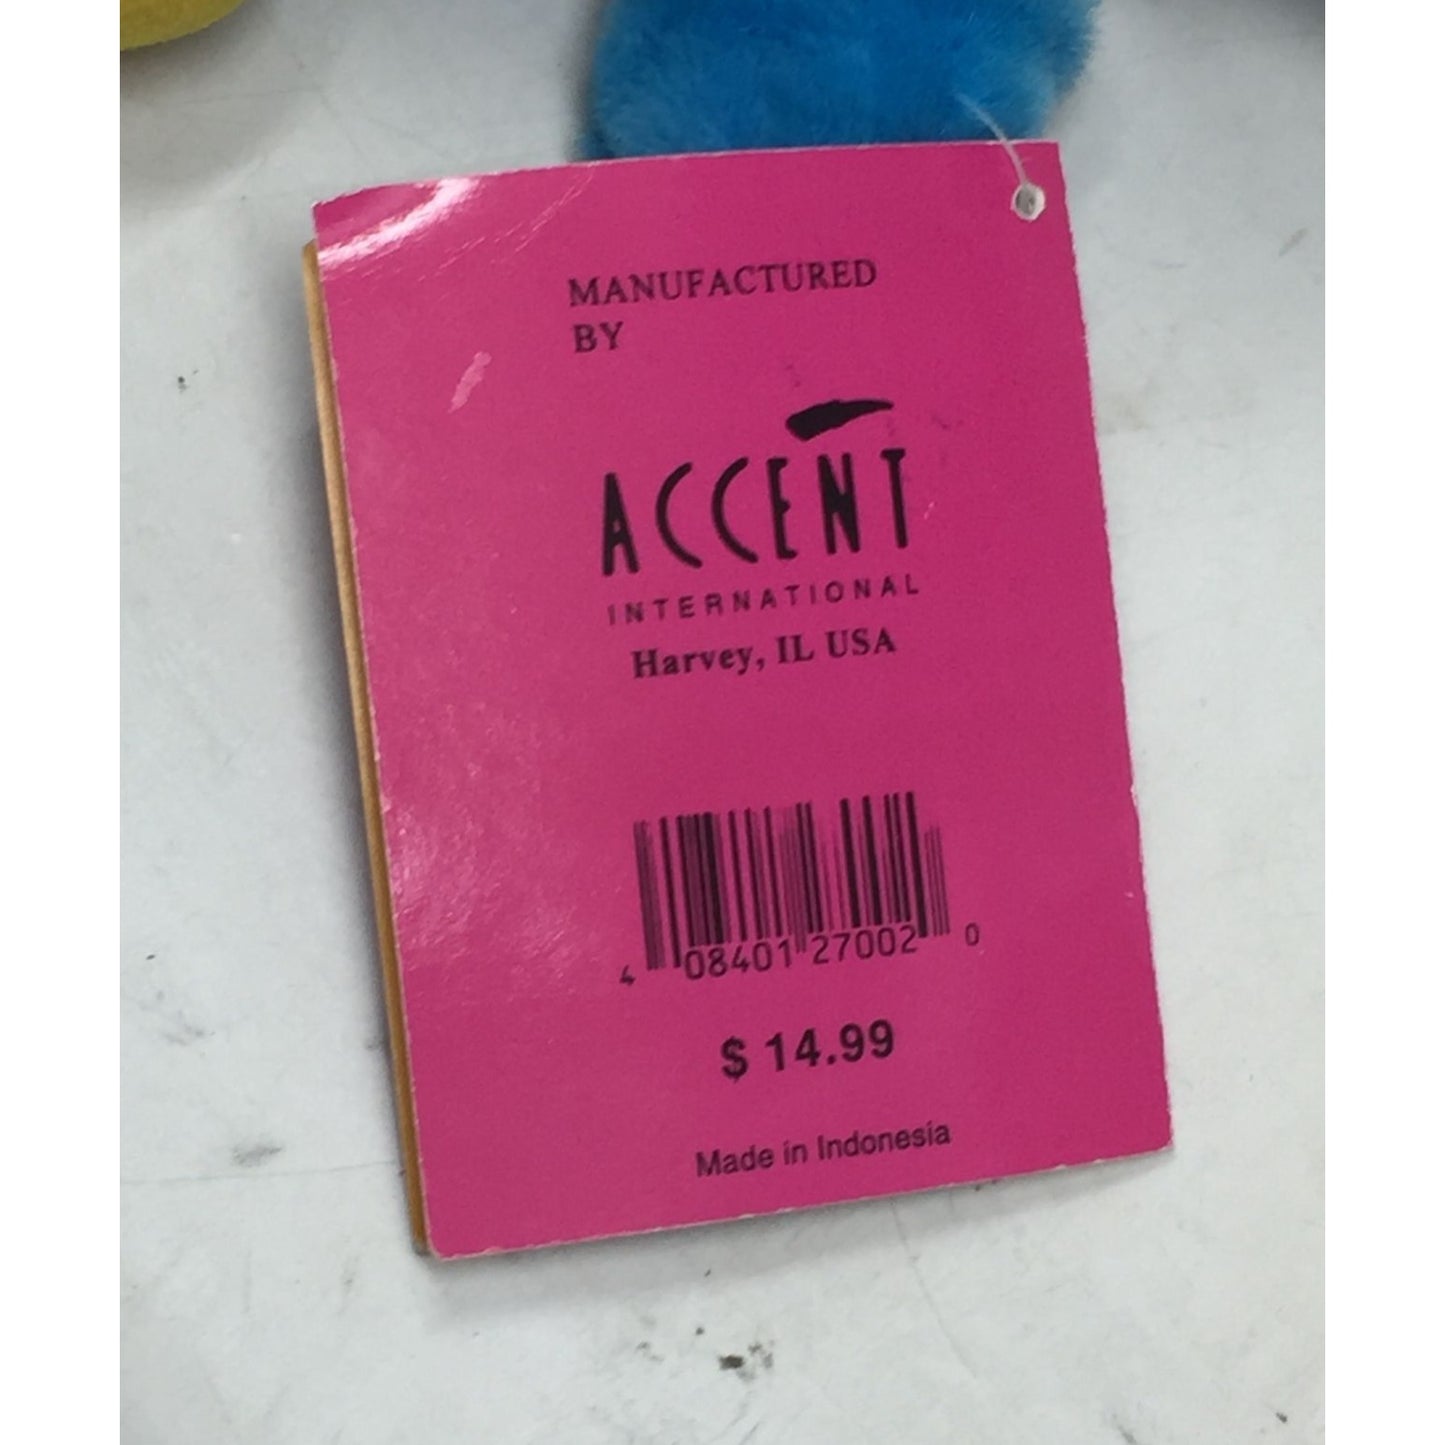 MANUFACTURED
BY
ACCENT
INTERNATIONAL
Harvey, IL USA
4 08401 27002 0
$ 14.99
Made in Indonesia